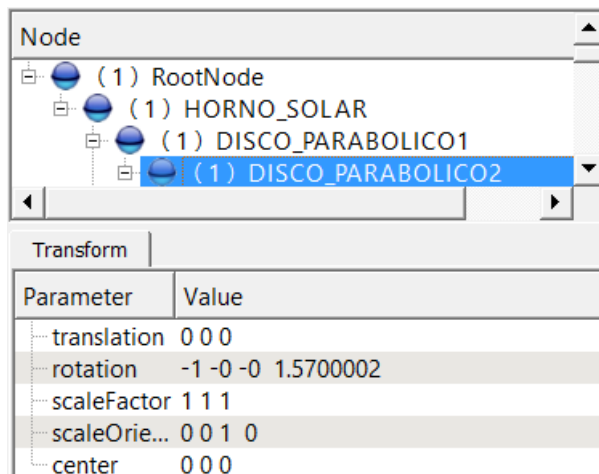 Node
(1) RootNode
(1) HORNO_SOLAR
(1) DISCO_PARABOLICO1
(1) DISCO_PARABOLICO2
Transform
Parameter Value
translation 0 0 0
rotation -1 -0 -0 1.5700002
scaleFactor 1 1 1
scaleOrie... 0 0 1 0
center 0 0 0